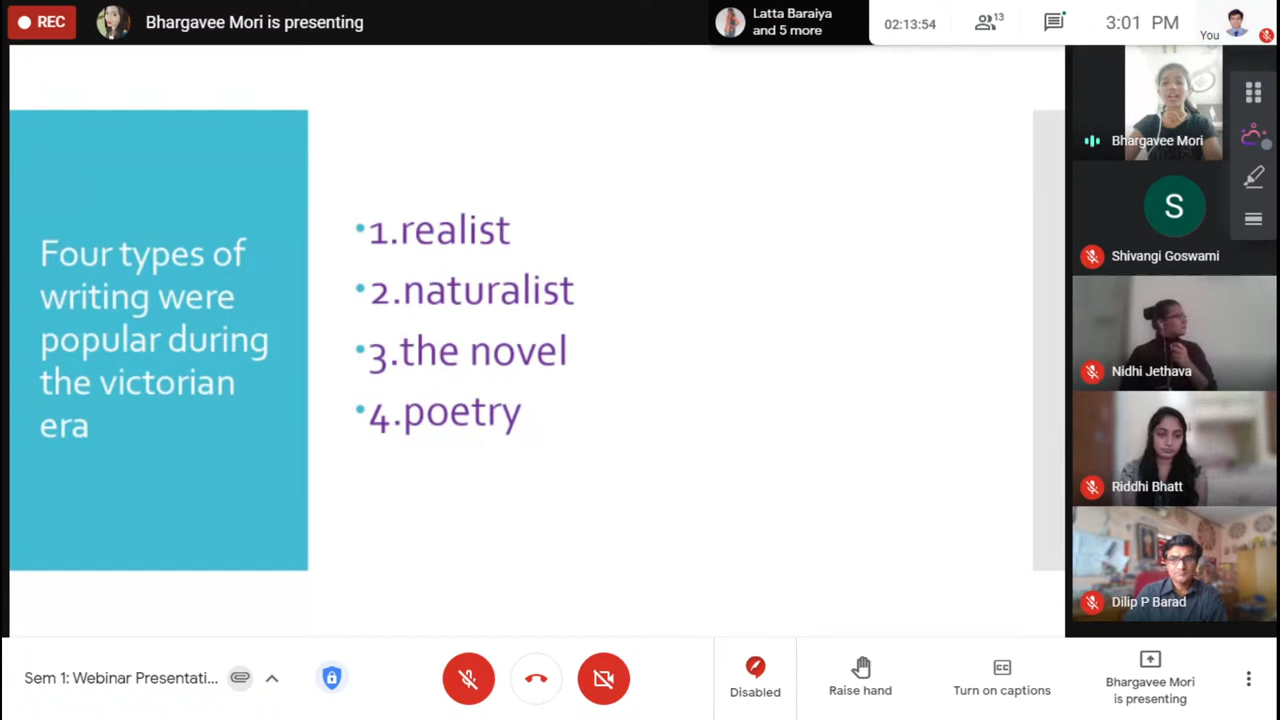 REC
Bhargavee Mori is presenting
Latta Baraiya
and 5 more
02:13:54
13
3:01 PM
You
Four types of
writing were
popular during
the victorian
era
•1.realist
•2.naturalist
•3.the novel
•4.poetry
Bhargavee Mori
S
Shivangi Goswami
Nidhi Jethava
Riddhi Bhatt
Dilip P Barad
Sem 1: Webinar Presentati...
Disabled
Raise hand
CC
Turn on captions
Bhargavee Mori
is presenting